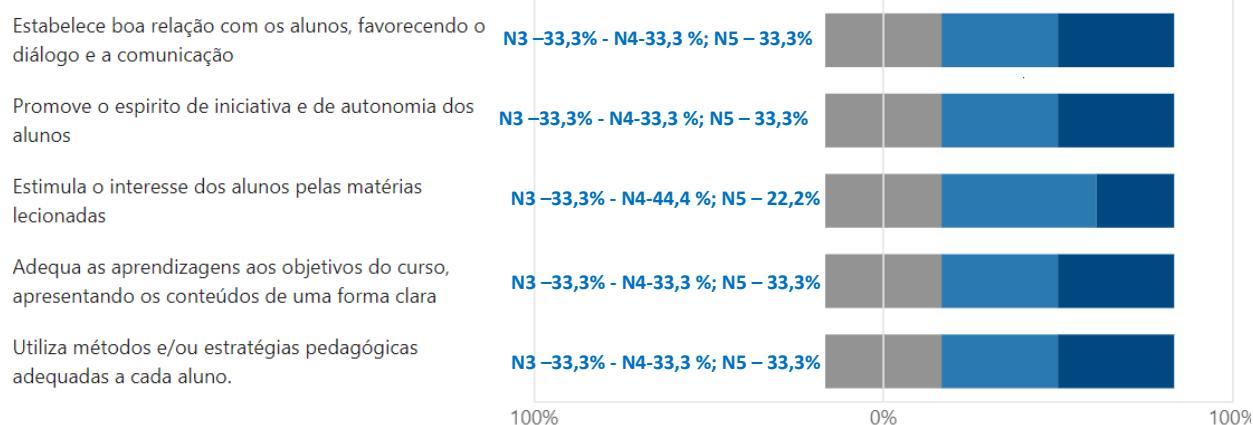 Estabelece boa relação com os alunos, favorecendo o
diálogo e a comunicação
N3 –33,3% - N4-33,3 %; N5 – 33,3%
Promove o espirito de iniciativa e de autonomia dos
alunos
N3 –33,3% - N4-33,3 %; N5 – 33,3%
Estimula o interesse dos alunos pelas matérias
lecionadas
N3 –33,3% - N4-44,4 %; N5 – 22,2%
Adequa as aprendizagens aos objetivos do curso,
apresentando os conteúdos de uma forma clara
N3 –33,3% - N4-33,3 %; N5 – 33,3%
Utiliza métodos e/ou estratégias pedagógicas
adequadas a cada aluno.
N3 –33,3% - N4-33,3 %; N5 – 33,3%
100% 0% 100%